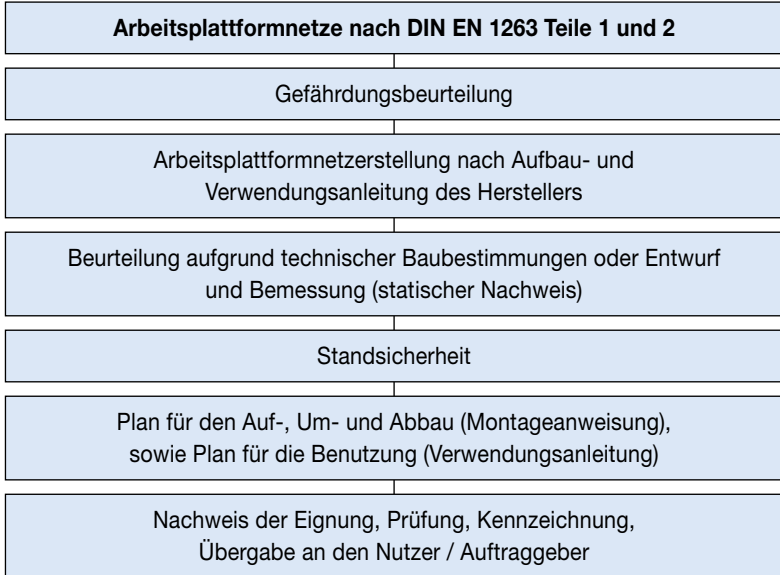 Arbeitsplattformnetze nach DIN EN 1263 Teile 1 und 2
Gefährdungsbeurteilung
Arbeitsplattformnetzerstellung nach Aufbau- und
Verwendungsanleitung des Herstellers
Beurteilung aufgrund technischer Baubestimmungen oder Entwurf
und Bemessung (statischer Nachweis)
Standsicherheit
Plan für den Auf-, Um- und Abbau (Montageanweisung),
sowie Plan für die Benutzung (Verwendungsanleitung)
Nachweis der Eignung, Prüfung, Kennzeichnung,
Übergabe an den Nutzer / Auftraggeber